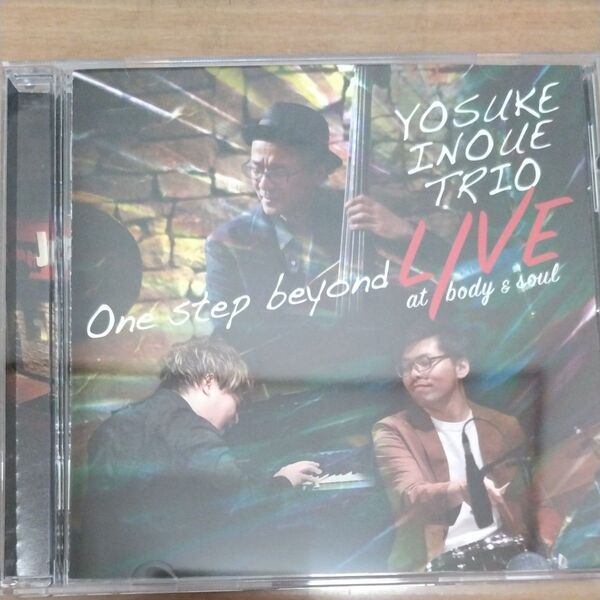 YOSUKE
INOUE
TRIO
LIVE
at body & soul
One step beyond